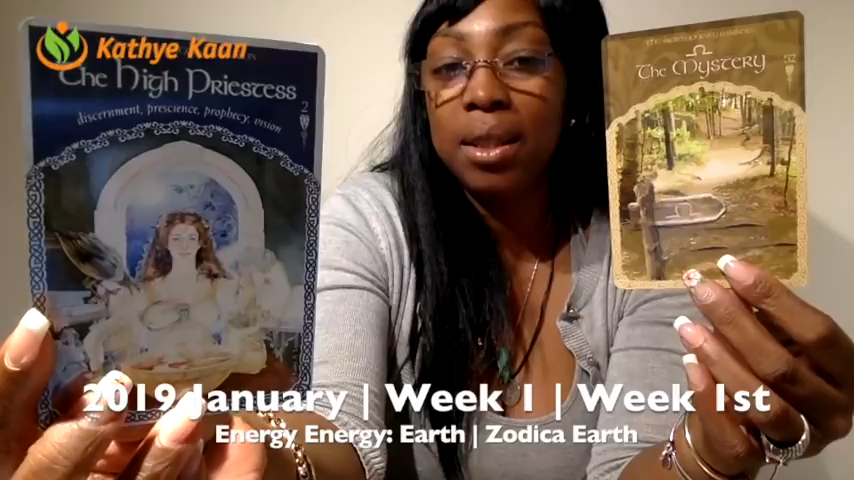 Kathye Kaan
The High Priestess
discernment, prescience, prophecy, vision
2
The Mystery
52
2019 January | Week 1 | Week 1st
Energy Energy: Earth | Zodica Earth